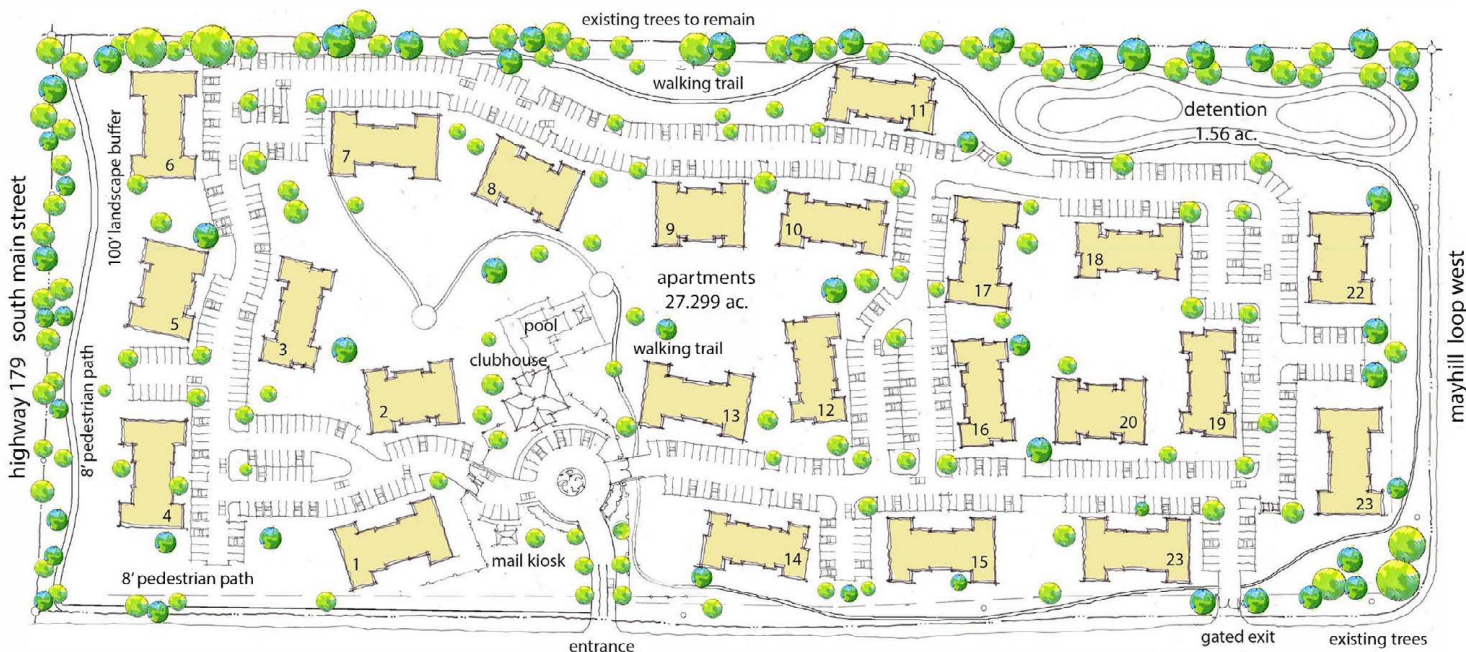 existing trees to remain
walking trail
detention
1.56 ac.
11
6
7
8
9
10
17
18
22
100' landscape buffer
highway 179 south main street
8' pedestrian path
mayhill loop west
apartments
27.299 ac.
5
3
pool
clubhouse
walking trail
2
13
12
16
20
19
4
23
1
mail kiosk
14
15
23
8' pedestrian path
entrance
gated exit
existing trees